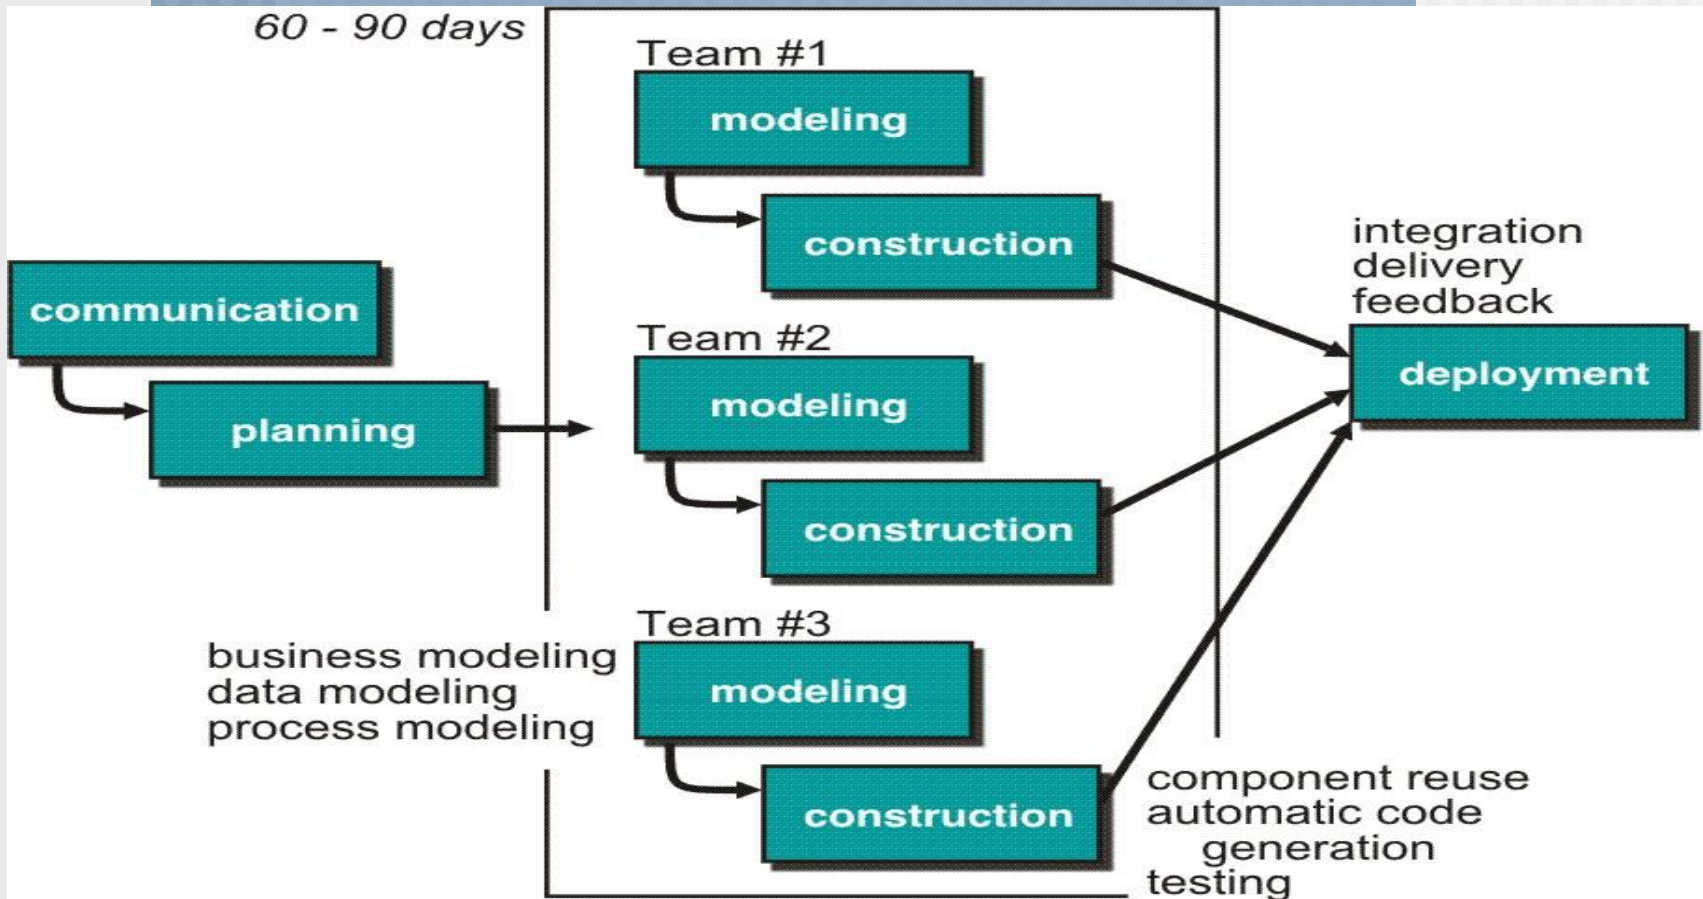 60 - 90 days
Team #1
modeling
construction
communication
planning
Team #2
modeling
construction
integration
delivery
feedback
deployment
business modeling
data modeling
process modeling
Team #3
modeling
construction
component reuse
automatic code
generation
testing